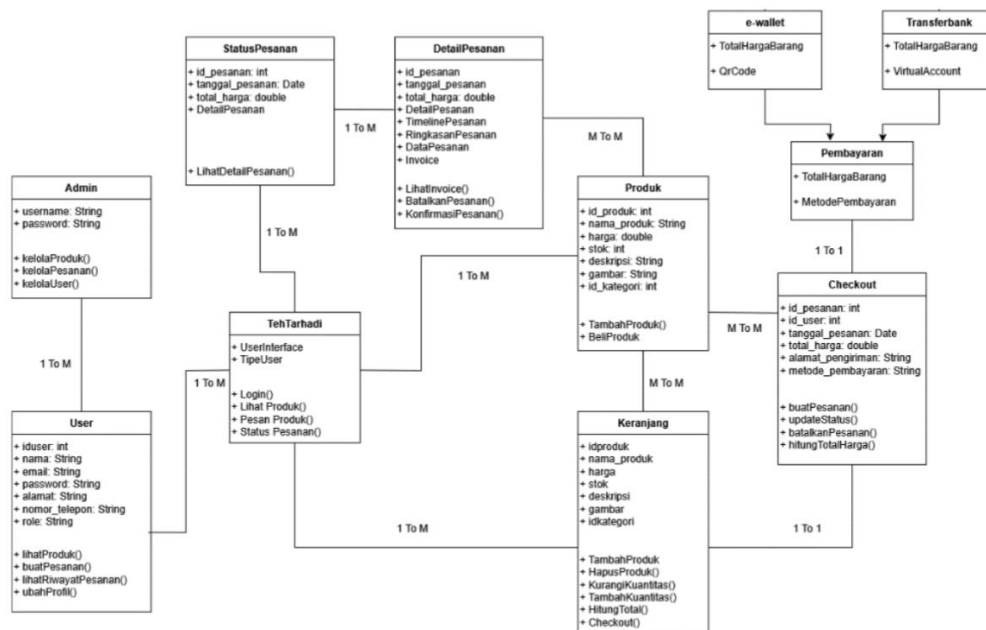 e-wallet
+ TotalHargaBarang
+ QrCode
Transferbank
+ TotalHargaBarang
+ VirtualAccount
StatusPesanan
+ id_pesanan: int
+ tanggal_pesanan: Date
+ total_harga: double
+ DetailPesanan
+ LihatDetailPesanan()
1 To M
DetailPesanan
+ id_pesanan
+ tanggal_pesanan
+ total_harga: double
+ DetailPesanan
+ TimelinePesanan
+ RingkasanPesanan
+ DataPesanan
+ Invoice
+ LihatInvoice()
+ BatalkanPesanan()
+ KonfirmasiPesanan()
M To M
Pembayaran
+ TotalHargaBarang
+ MetodePembayaran
1 To 1
Admin
+ username: String
+ password: String
+ kelolaProduk()
+ kelolaPesanan()
+ kelolaUser()
1 To M
1 To M
Produk
+ id_produk: int
+ nama_produk: String
+ harga: double
+ stok: int
+ deskripsi: String
+ gambar: String
+ id_kategori: int
+ TambahProduk()
+ BeliProduk
1 To M
M To M
M To M
Checkout
+ id_pesanan: int
+ id_user: int
+ tanggal_pesanan: Date
+ total_harga: double
+ alamat_pengiriman: String
+ metode_pembayaran: String
+ buatPesanan()
+ updateStatus()
+ batalkanPesanan()
+ hitungTotalHarga()
TehTarhadi
+ UserInterface
+ TipeUser
+ Login()
+ Lihat Produk()
+ Pesan Produk()
+ Status Pesanan()
1 To M
User
+ iduser: int
+ nama: String
+ email: String
+ password: String
+ alamat: String
+ nomor_telepon: String
+ role: String
+ lihatProduk()
+ buatPesanan()
+ lihatRiwayatPesanan()
+ ubahProfil()
1 To M
Keranjang
+ idproduk
+ nama_produk
+ harga
+ stok
+ deskripsi
+ gambar
+ idkategori
+ TambahProduk
+ HapusProduk()
+ KurangiKuantitas()
+ TambahKuantitas()
+ HitungTotal()
+ Checkout()
1 To 1